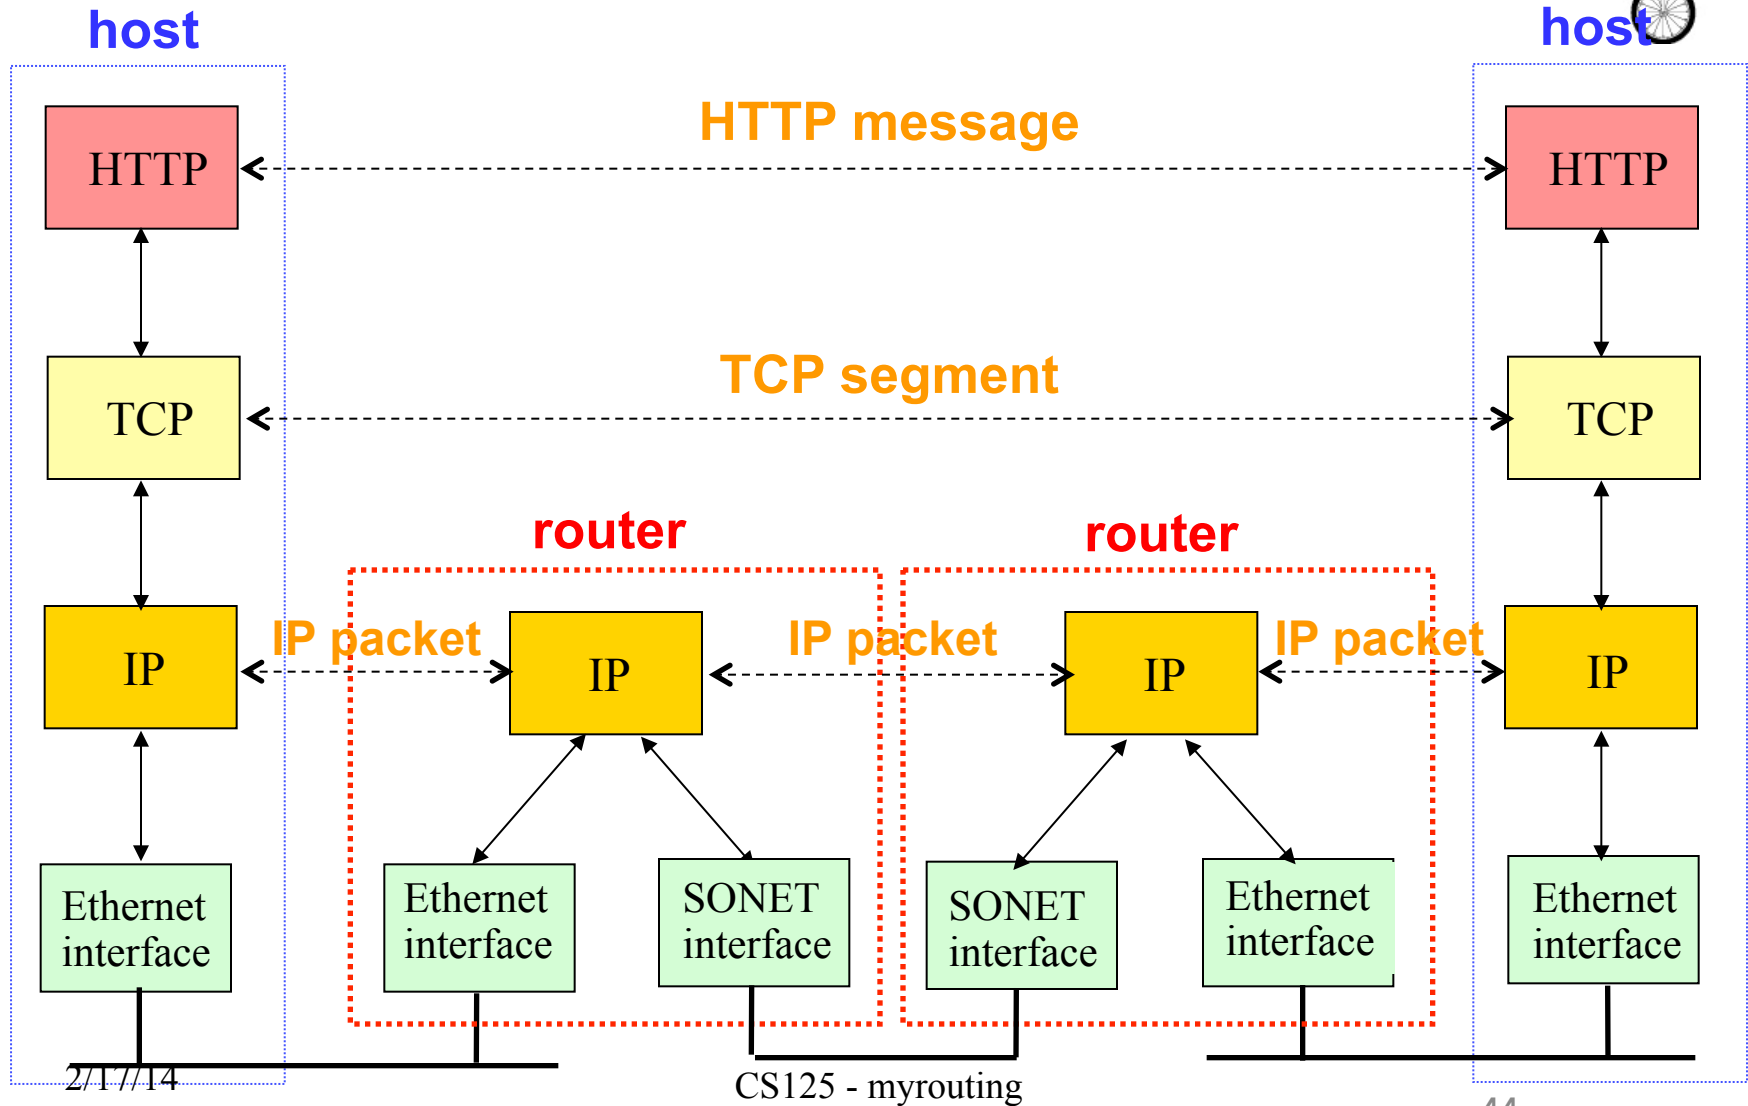 host
host
HTTP message
HTTP
HTTP
TCP segment
TCP
TCP
router
router
IP packet
IP packet
IP packet
IP
IP
IP
IP
Ethernet
interface
Ethernet
interface
SONET
interface
SONET
interface
Ethernet
interface
Ethernet
interface
2/17/14
CS125 - myrouting
44